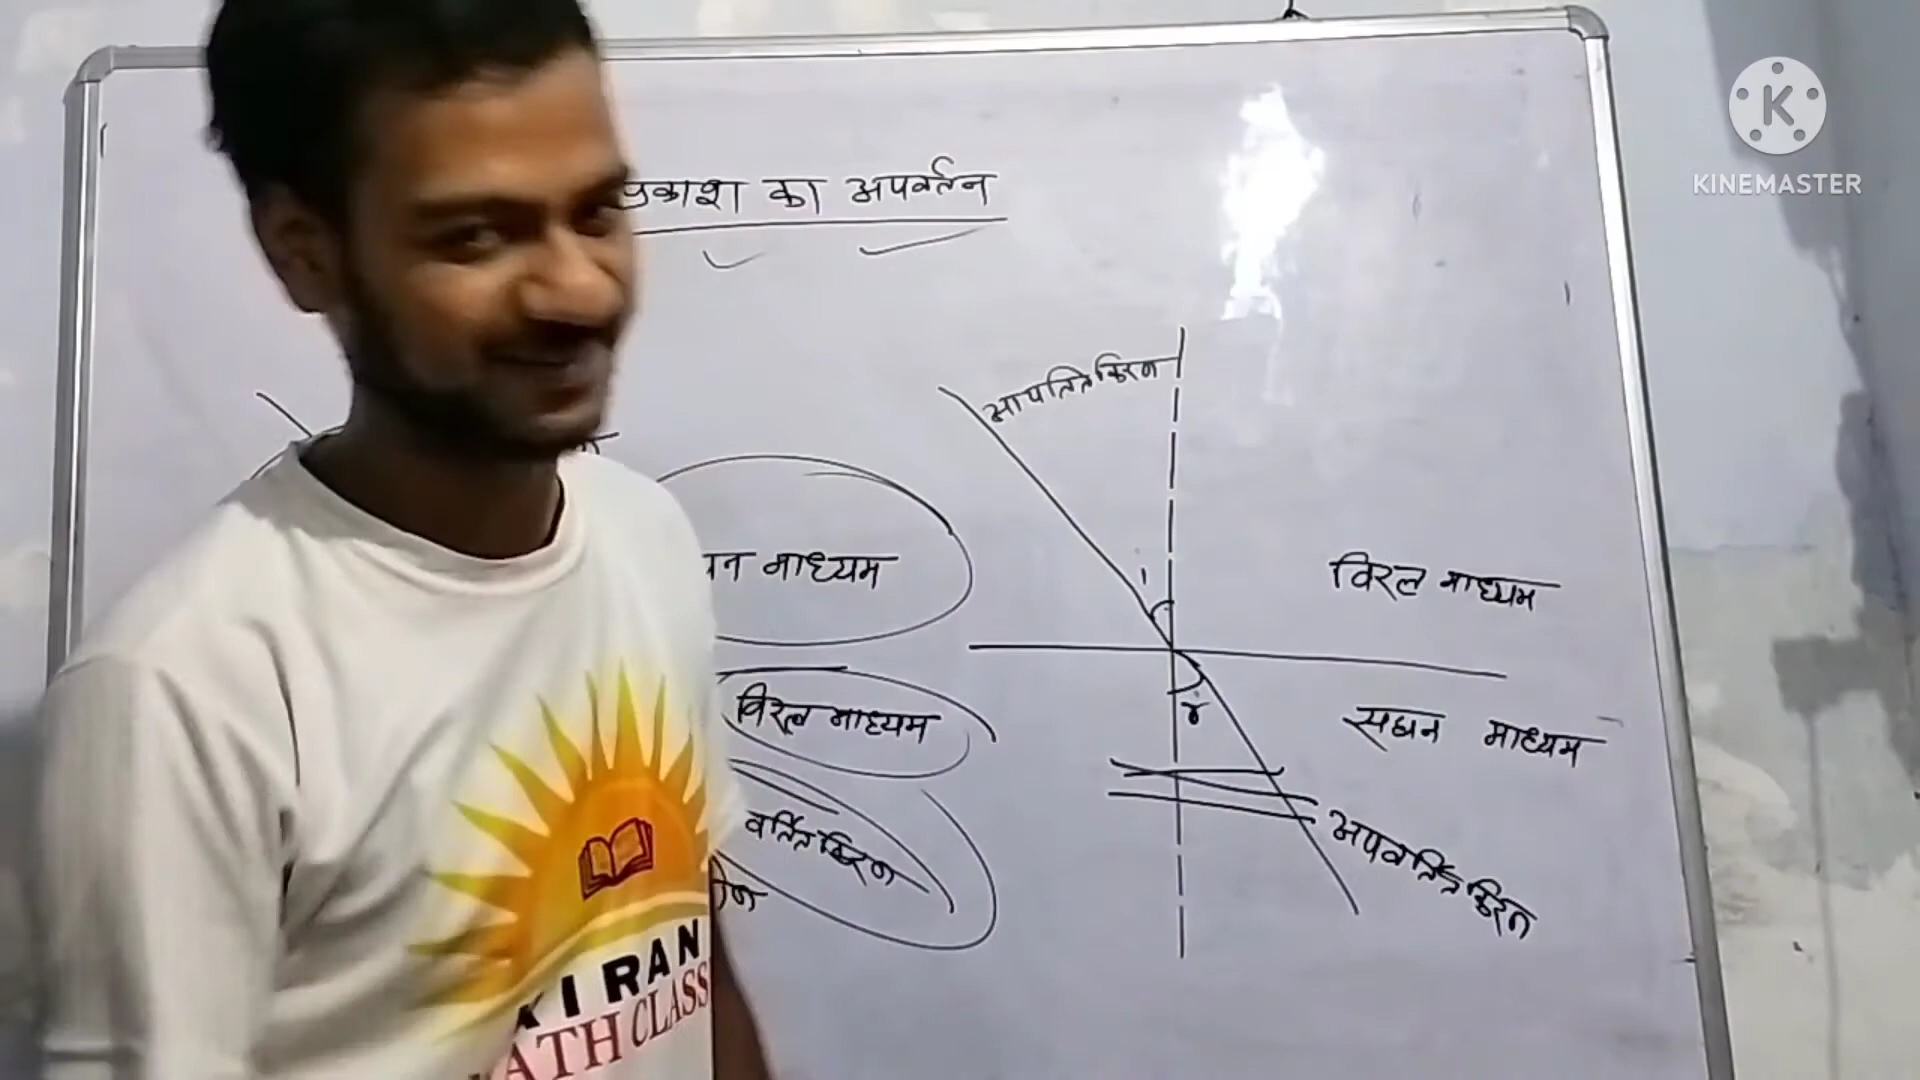 प्रकाश का अपवर्तन
आपतित किरण
माध्यम
i
विरल माध्यम
विरल माध्यम
r
सघन माध्यम
वर्तित किरण
अपवर्तित किरण
KIRAN
MATH CLASS
K
KINEMASTER